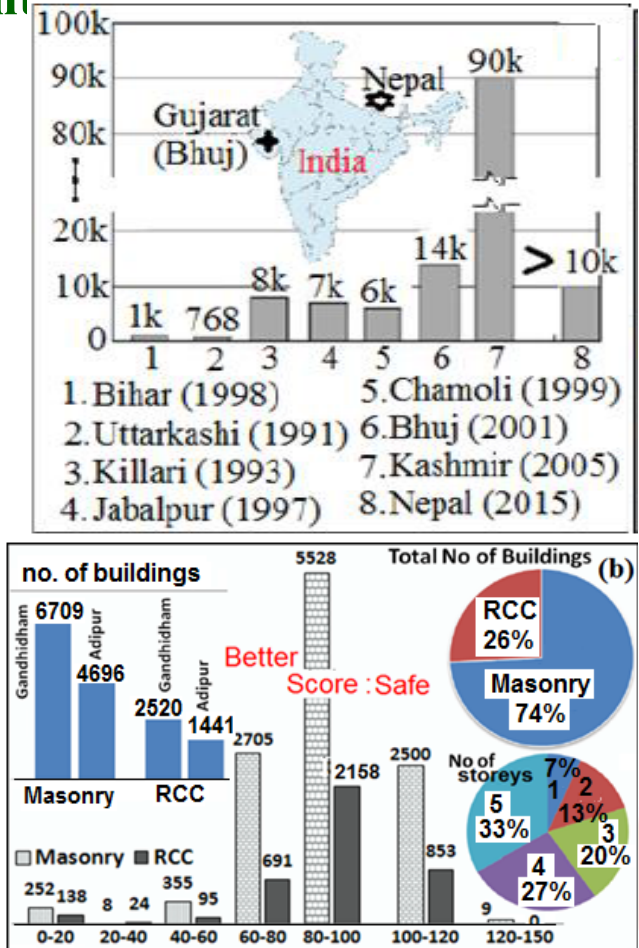 100k
90k
80k
20k
10k
0
90k
Nepal
Gujarat
(Bhuj)
India
1k
768
8k
7k
6k
14k
> 10k
1 2 3 4 5 6 7 8
1. Bihar (1998)
2. Uttarkashi (1991)
3. Killari (1993)
4. Jabalpur (1997)
5. Chamoli (1999)
6. Bhuj (2001)
7. Kashmir (2005)
8. Nepal (2015)
no. of buildings
6709
Gandhidham
4696
Adipur
2520
Gandhidham
1441
Adipur
Masonry RCC
Better
Score : Safe
Total No of Buildings (b)
RCC
26%
Masonry
74%
No of
storeys
7%
1
2
13%
3
20%
4
27%
5
33%
Masonry RCC
252 138
8 24
355 95
2705 691
5528 2158
2500 853
9 0
0-20 20-40 40-60 60-80 80-100 100-120 120-150